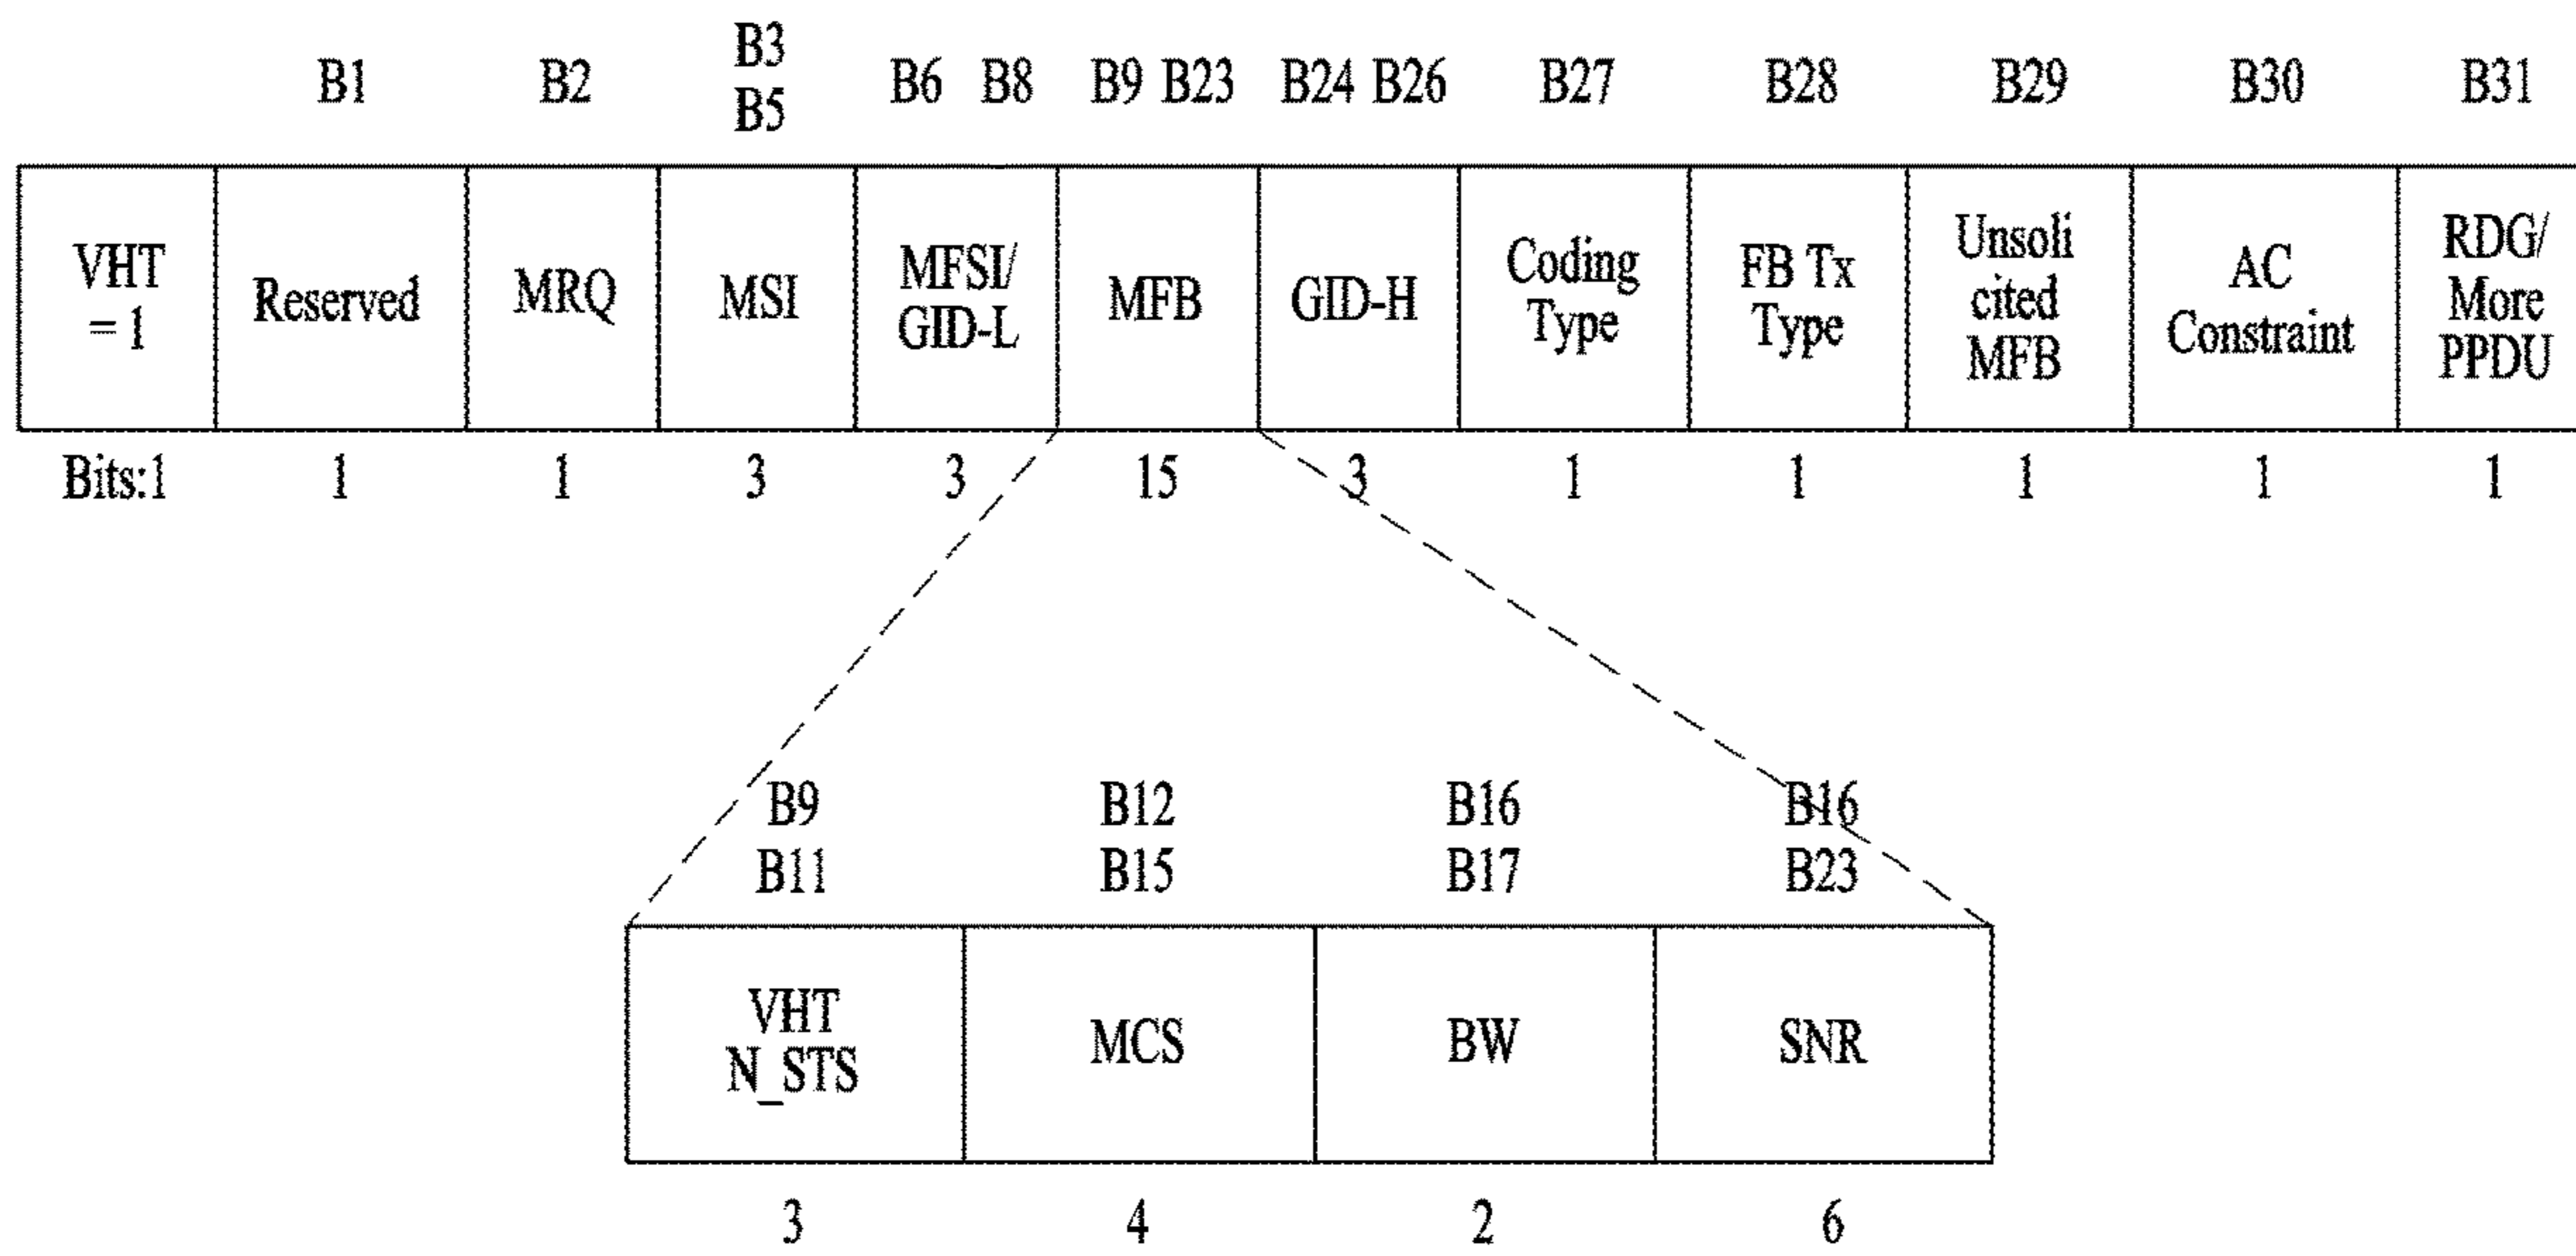 B1 B2 B3 B5 B6 B8 B9 B23 B24 B26 B27 B28 B29 B30 B31
VHT = 1
Reserved
MRQ
MSI
MFSI/ GID-L
MFB
GID-H
Coding Type
FB Tx Type
Unsoli cited MFB
AC Constraint
RDG/ More PPDU
Bits:1 1 1 3 3 15 3 1 1 1 1 1
B9 B12 B16 B16
B11 B15 B17 B23
VHT N_STS
MCS
BW
SNR
3 4 2 6